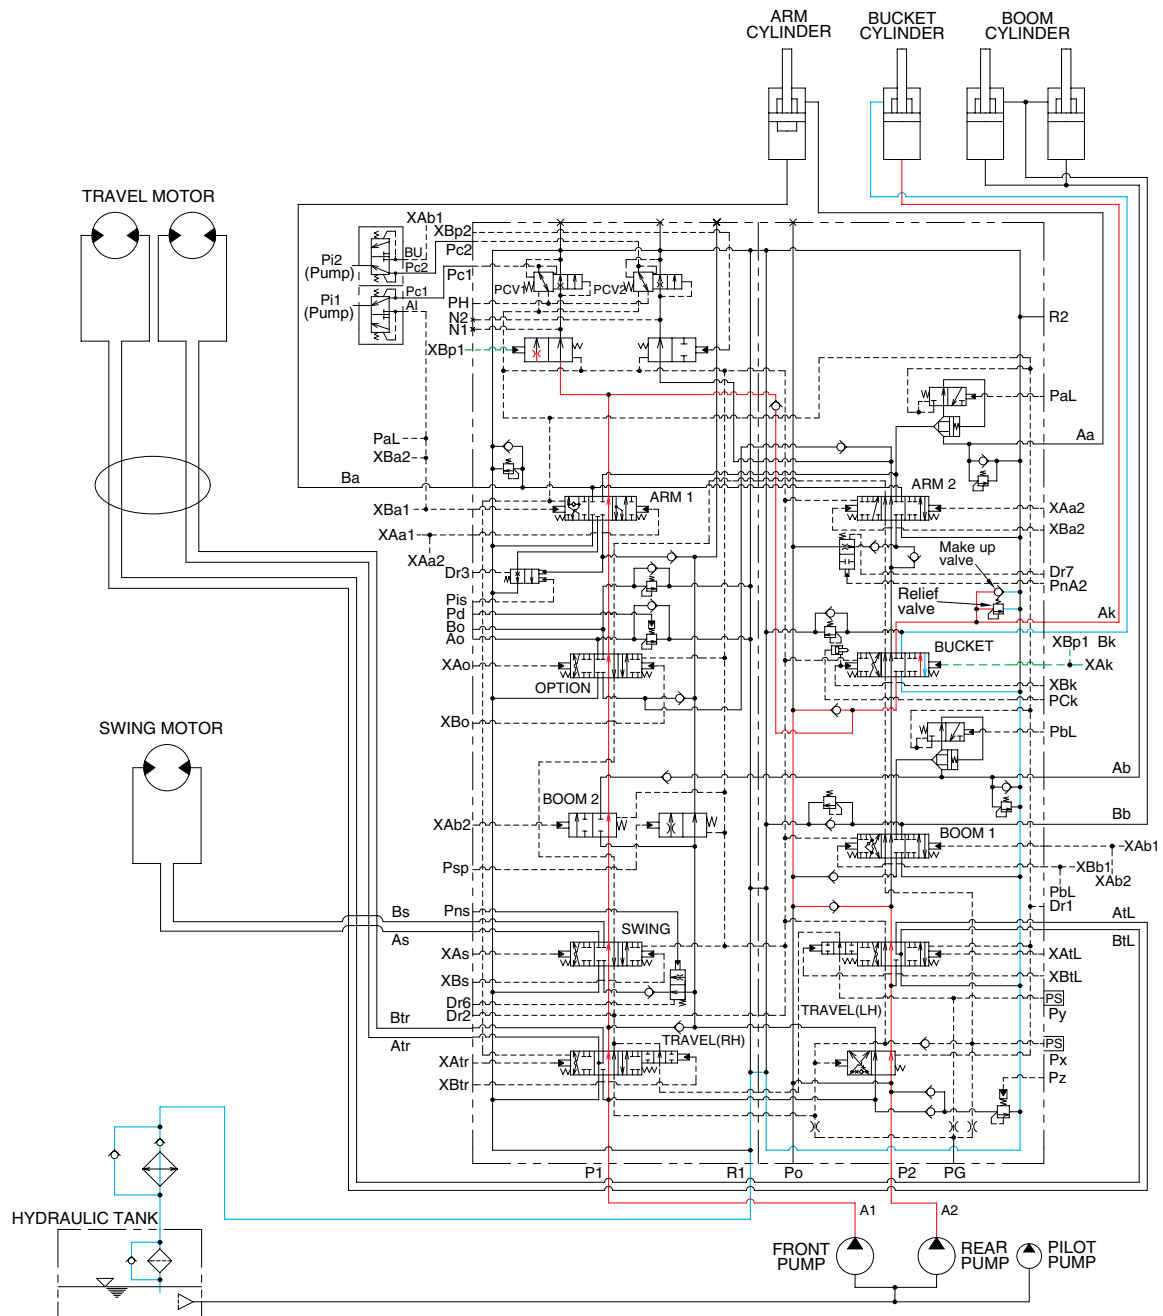 ARM
CYLINDER
BUCKET
CYLINDER
BOOM
CYLINDER
TRAVEL MOTOR
XAb1
XBp2
Pi2
(Pump)
BU
Pc2
Pc2
Pc1
Pc1
Pi1
(Pump)
AI
PCV1
PCV2
PH
N2
N1
R2
XBp1
PaL
PaL
XBa2
Aa
Ba
ARM 1
ARM 2
XBa1
XAa2
XAa1
XBa2
XAa2
Make up
valve
Dr3
Dr7
Pis
PnA2
Relief
valve
Pd
Bo
Ao
Ak
XBp1
Bk
BUCKET
XAo
XAk
OPTION
XBk
PCk
XBo
PbL
SWING MOTOR
Ab
BOOM 2
Bb
XAb2
BOOM 1
XAb1
Psp
XBb1
XAb2
PbL
Dr1
Pns
Bs
AtL
As
SWING
BtL
XAs
XAtL
XBs
XBtL
Dr6
Dr2
PS
Py
TRAVEL(LH)
Btr
TRAVEL(RH)
PS
Atr
Px
XAtr
Pz
XBtr
P1
R1
Po
P2
PG
A1
A2
HYDRAULIC TANK
FRONT
PUMP
REAR
PUMP
PILOT
PUMP